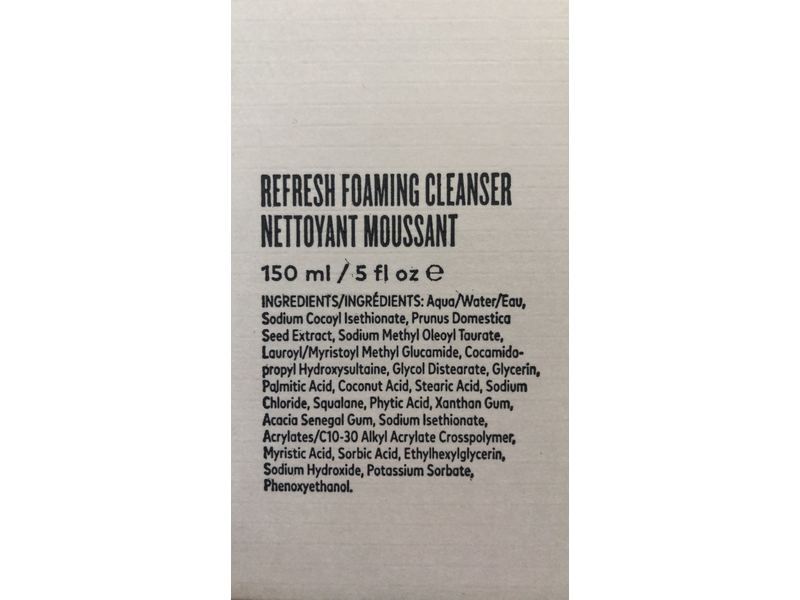 REFRESH FOAMING CLEANSER
NETTOYANT MOUSSANT
150 ml / 5 fl oz ℮
INGREDIENTS/INGRÉDIENTS: Aqua/Water/Eau,
Sodium Cocoyl Isethionate, Prunus Domestica
Seed Extract, Sodium Methyl Oleoyl Taurate,
Lauroyl/Myristoyl Methyl Glucamide, Cocamido-
propyl Hydroxysultaine, Glycol Distearate, Glycerin,
Palmitic Acid, Coconut Acid, Stearic Acid, Sodium
Chloride, Squalane, Phytic Acid, Xanthan Gum,
Acacia Senegal Gum, Sodium Isethionate,
Acrylates/C10-30 Alkyl Acrylate Crosspolymer,
Myristic Acid, Sorbic Acid, Ethylhexylglycerin,
Sodium Hydroxide, Potassium Sorbate,
Phenoxyethanol.